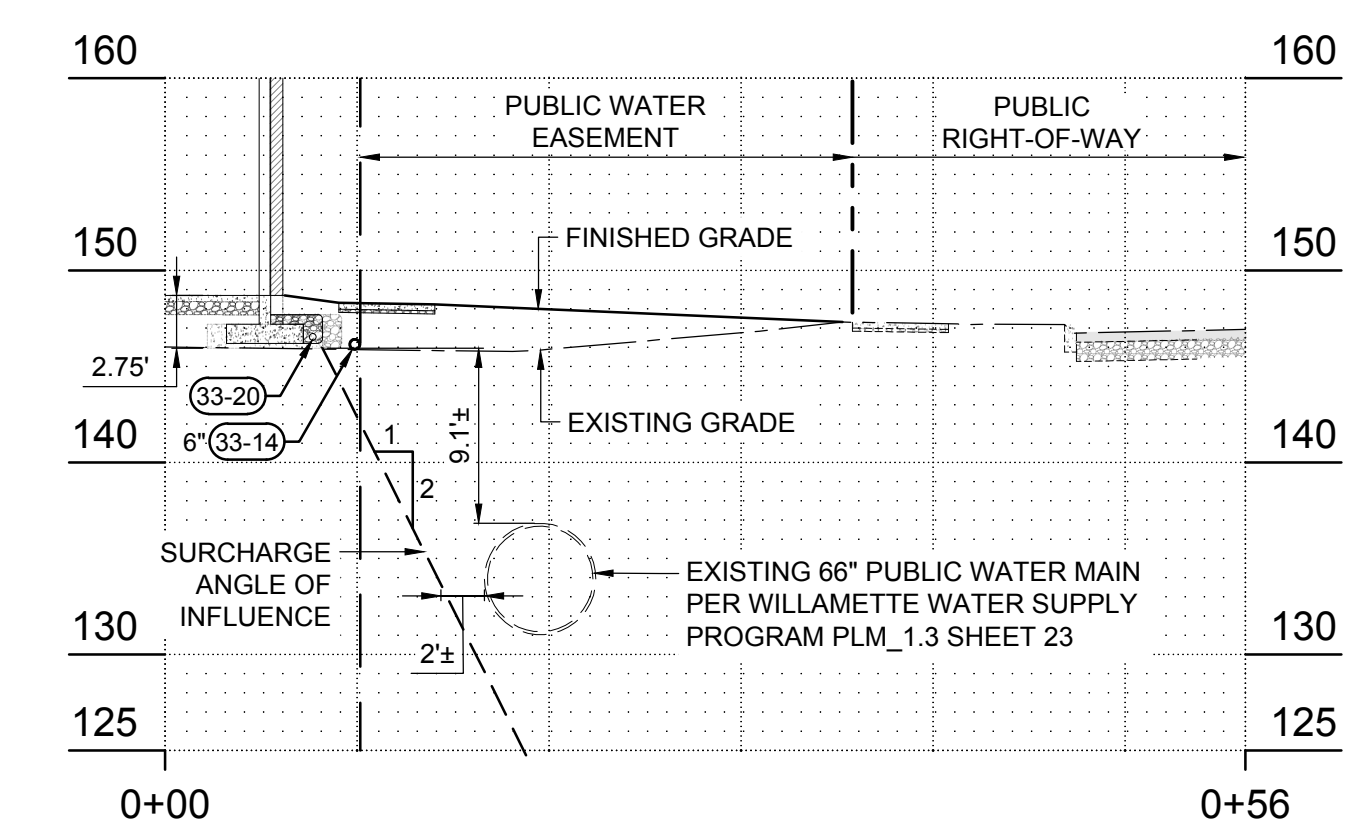 160
160
PUBLIC WATER
EASEMENT
PUBLIC
RIGHT-OF-WAY
150
FINISHED GRADE
150
2.75'
33-20
6" 33-14
EXISTING GRADE
140
1
2
9.1'±
140
SURCHARGE
ANGLE OF
INFLUENCE
EXISTING 66" PUBLIC WATER MAIN
PER WILLAMETTE WATER SUPPLY
PROGRAM PLM_1.3 SHEET 23
130
2'±
130
125
125
0+00
0+56